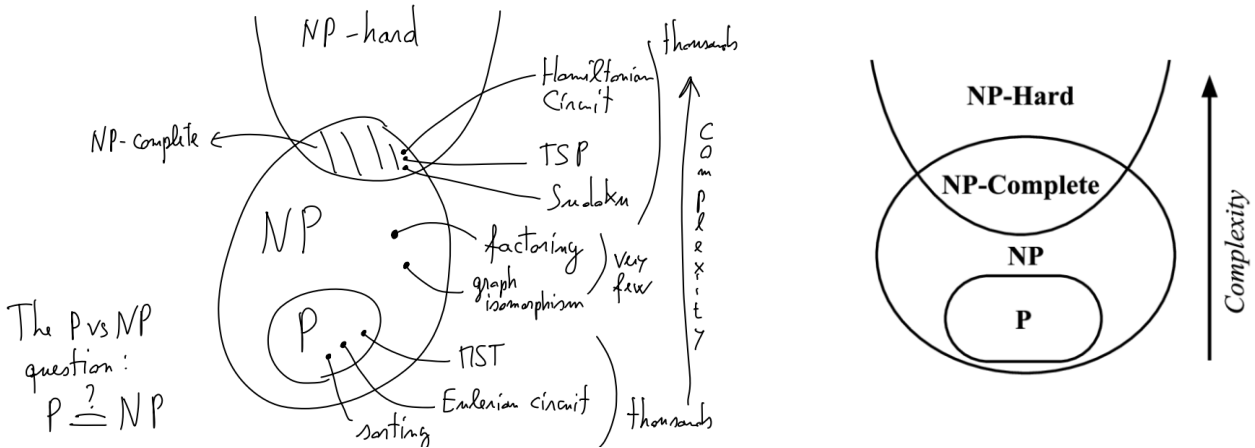 NP-hard
thousands
Hamiltonian
Circuit
NP-complete
TSP
Sudoku
NP
factoring
graph
isomorphism
very
few
Complexity
The P vs NP
question:
P ≟ NP
P
MST
Eulerian circuit
sorting
thousands
NP-Hard
NP-Complete
NP
P
Complexity